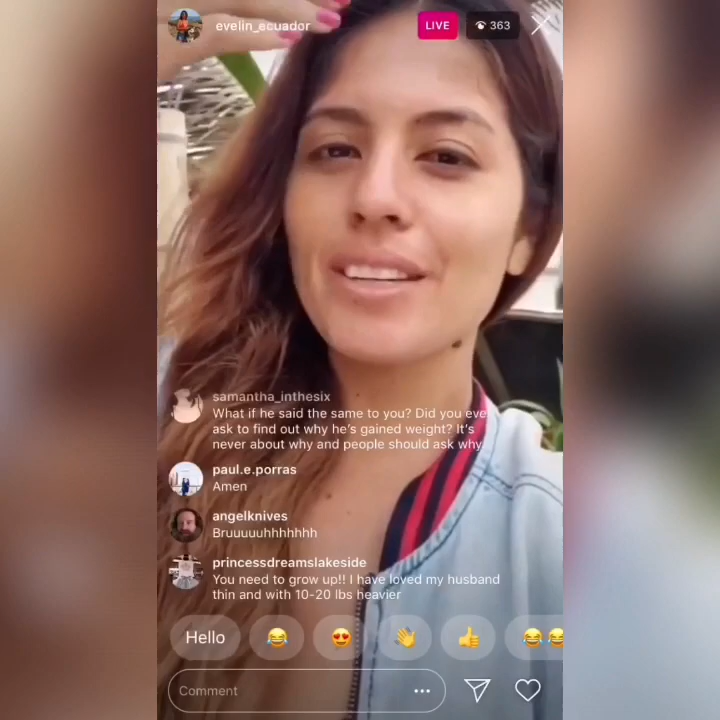 evelin_ecuador
LIVE
363
samantha_inthesix
What if he said the same to you? Did you eve
ask to find out why he's gained weight? It's
never about why and people should ask why
paul.e.porras
Amen
angelknives
Bruuuuuhhhhhhh
princessdreamslakeside
You need to grow up!! I have loved my husband
thin and with 10-20 lbs heavier
Hello
Comment